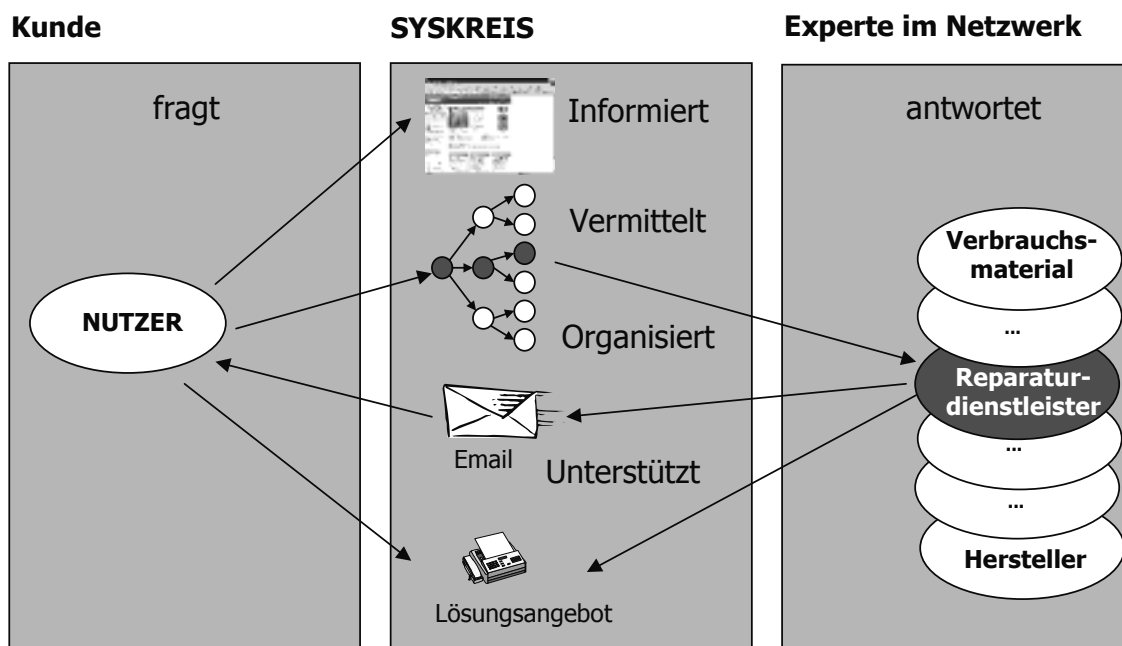 Kunde
SYSKREIS
Experte im Netzwerk
fragt
Informiert
antwortet
Vermittelt
Verbrauchs-
material
NUTZER
...
Organisiert
Reparatur-
dienstleister
Email
Unterstützt
...
...
Hersteller
Lösungsangebot